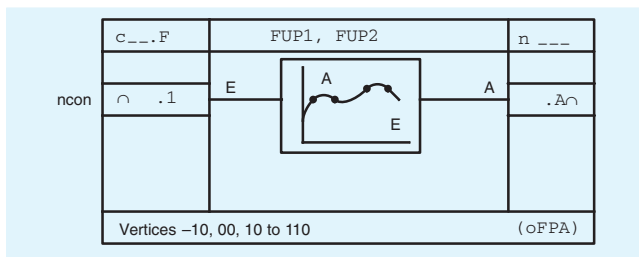 c__.F FUP1, FUP2 n ___
ncon ∩ .1 E A E A .A∩
Vertices –10, 00, 10 to 110 (oFPA)